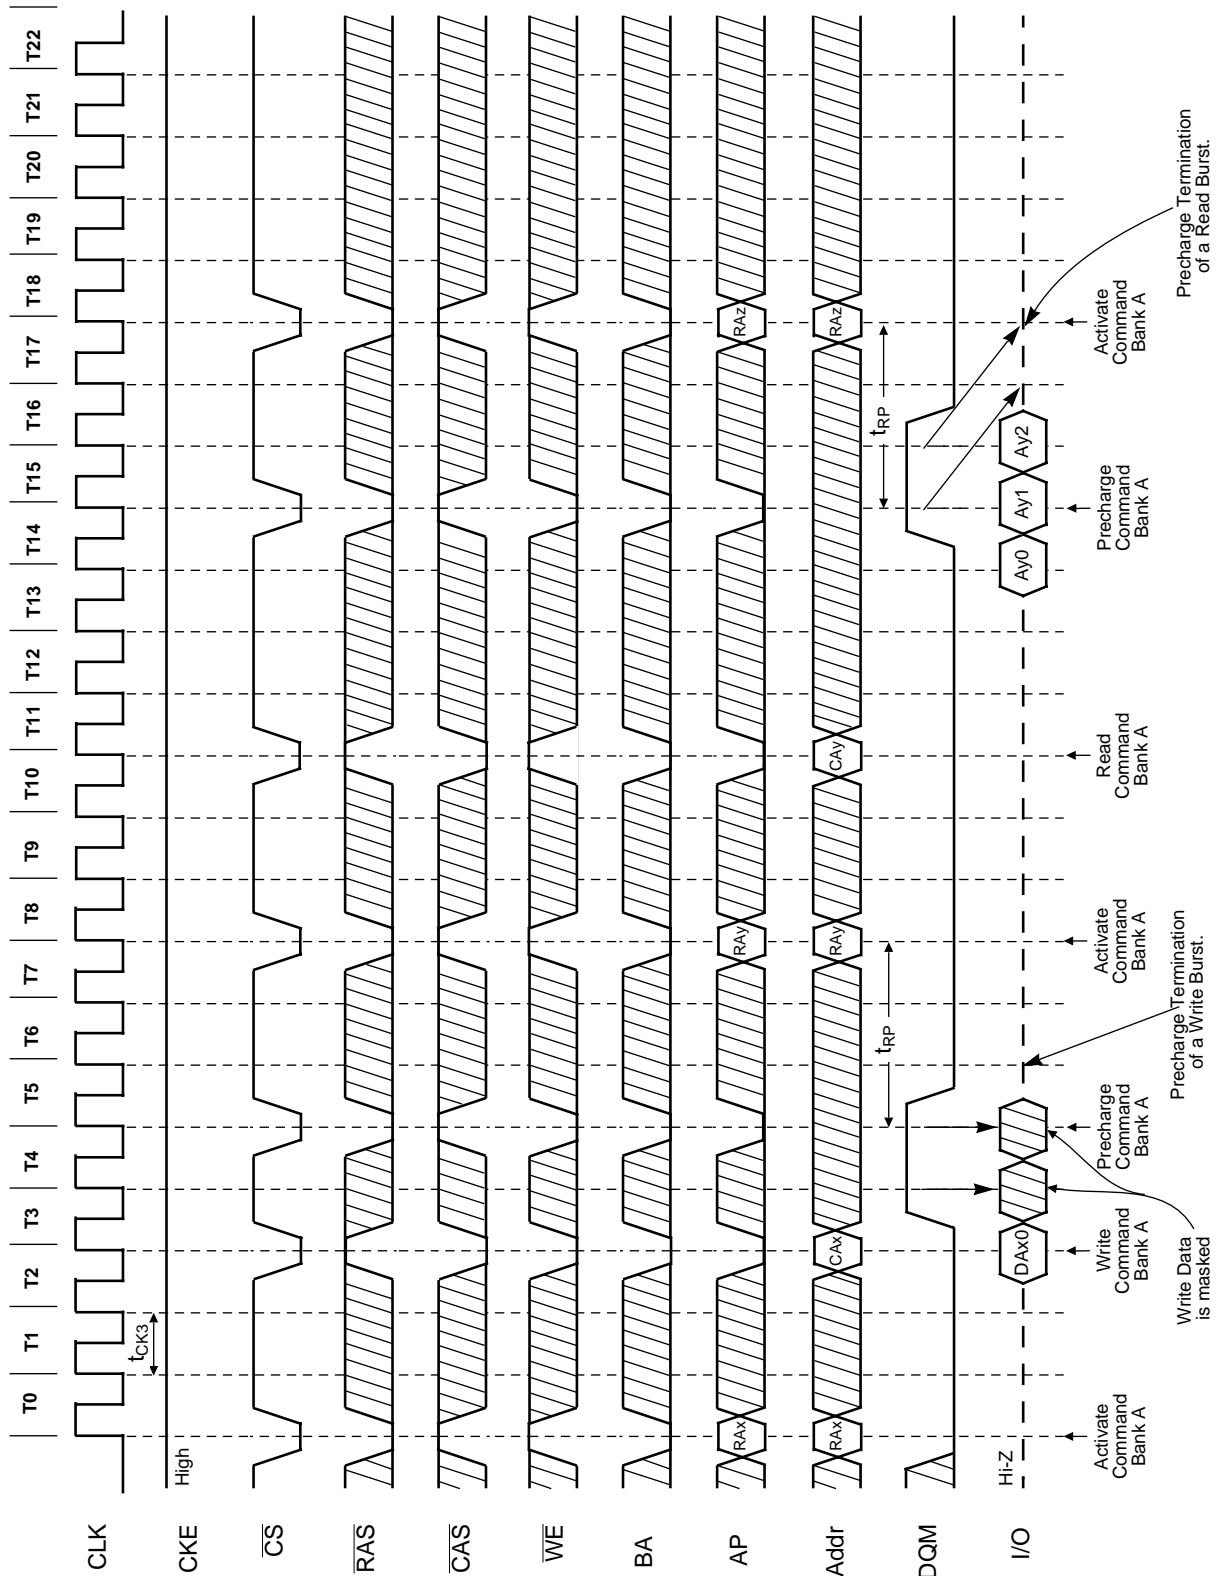 T0 T1 T2 T3 T4 T5 T6 T7 T8 T9 T10 T11 T12 T13 T14 T15 T16 T17 T18 T19 T20 T21 T22
CLK
tCK3
CKE
High
CS
RAS
CAS
WE
BA
AP
RAx RAy RAz
Addr
RAx CAx RAy CAy RAz
tRP tRP
DQM
I/O
Hi-Z
DAx0 Ay0 Ay1 Ay2
Activate
Command
Bank A
Write
Command
Bank A
Precharge
Command
Bank A
Activate
Command
Bank A
Read
Command
Bank A
Precharge
Command
Bank A
Activate
Command
Bank A
Write Data
is masked
Precharge Termination
of a Write Burst.
Precharge Termination
of a Read Burst.